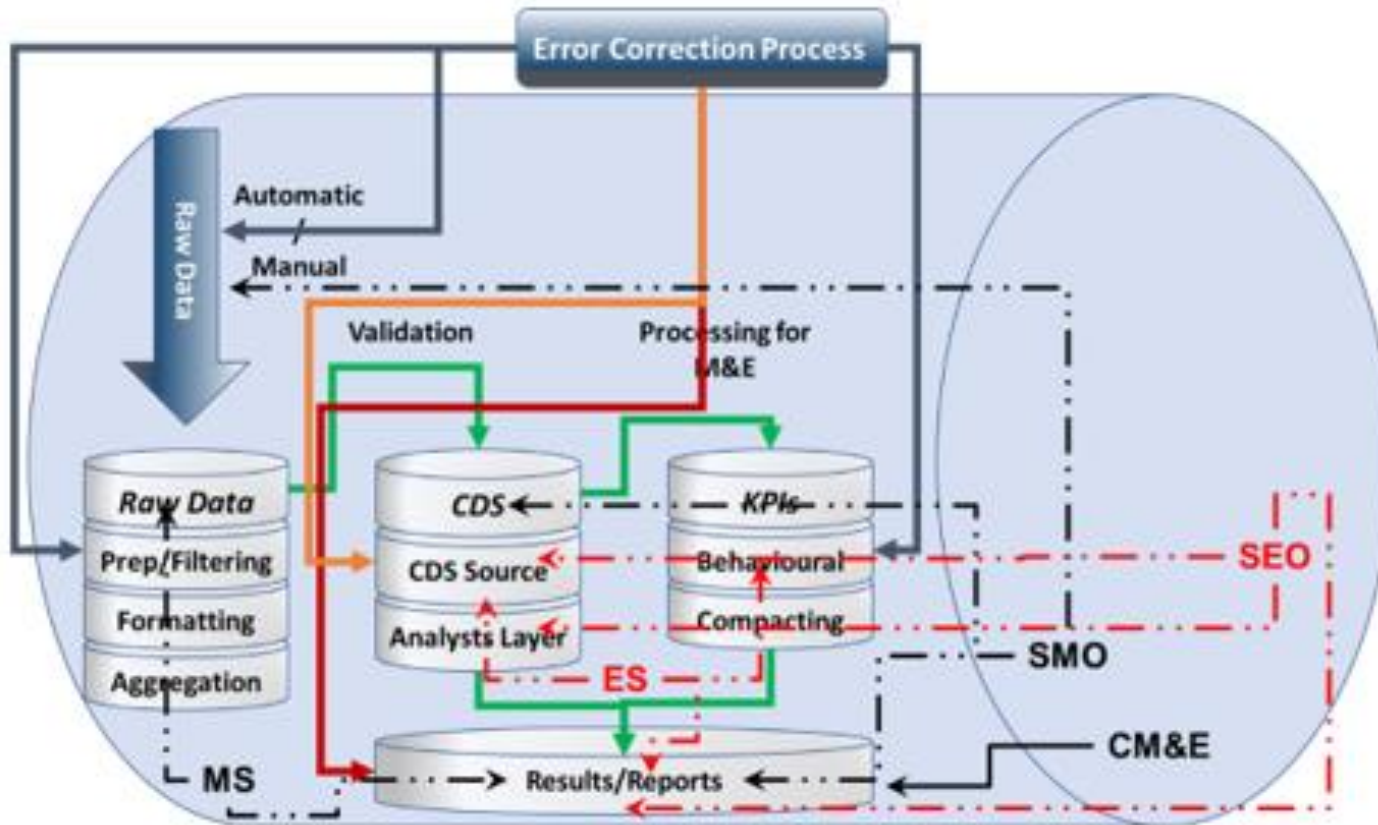 Error Correction Process
Automatic
/
Manual
Raw Data
Validation
Processing for
M&E
Raw Data
Prep/Filtering
Formatting
Aggregation
CDS
CDS Source
Analysts Layer
KPIs
Behavioural
Compacting
SEO
SMO
ES
CM&E
MS
Results/Reports